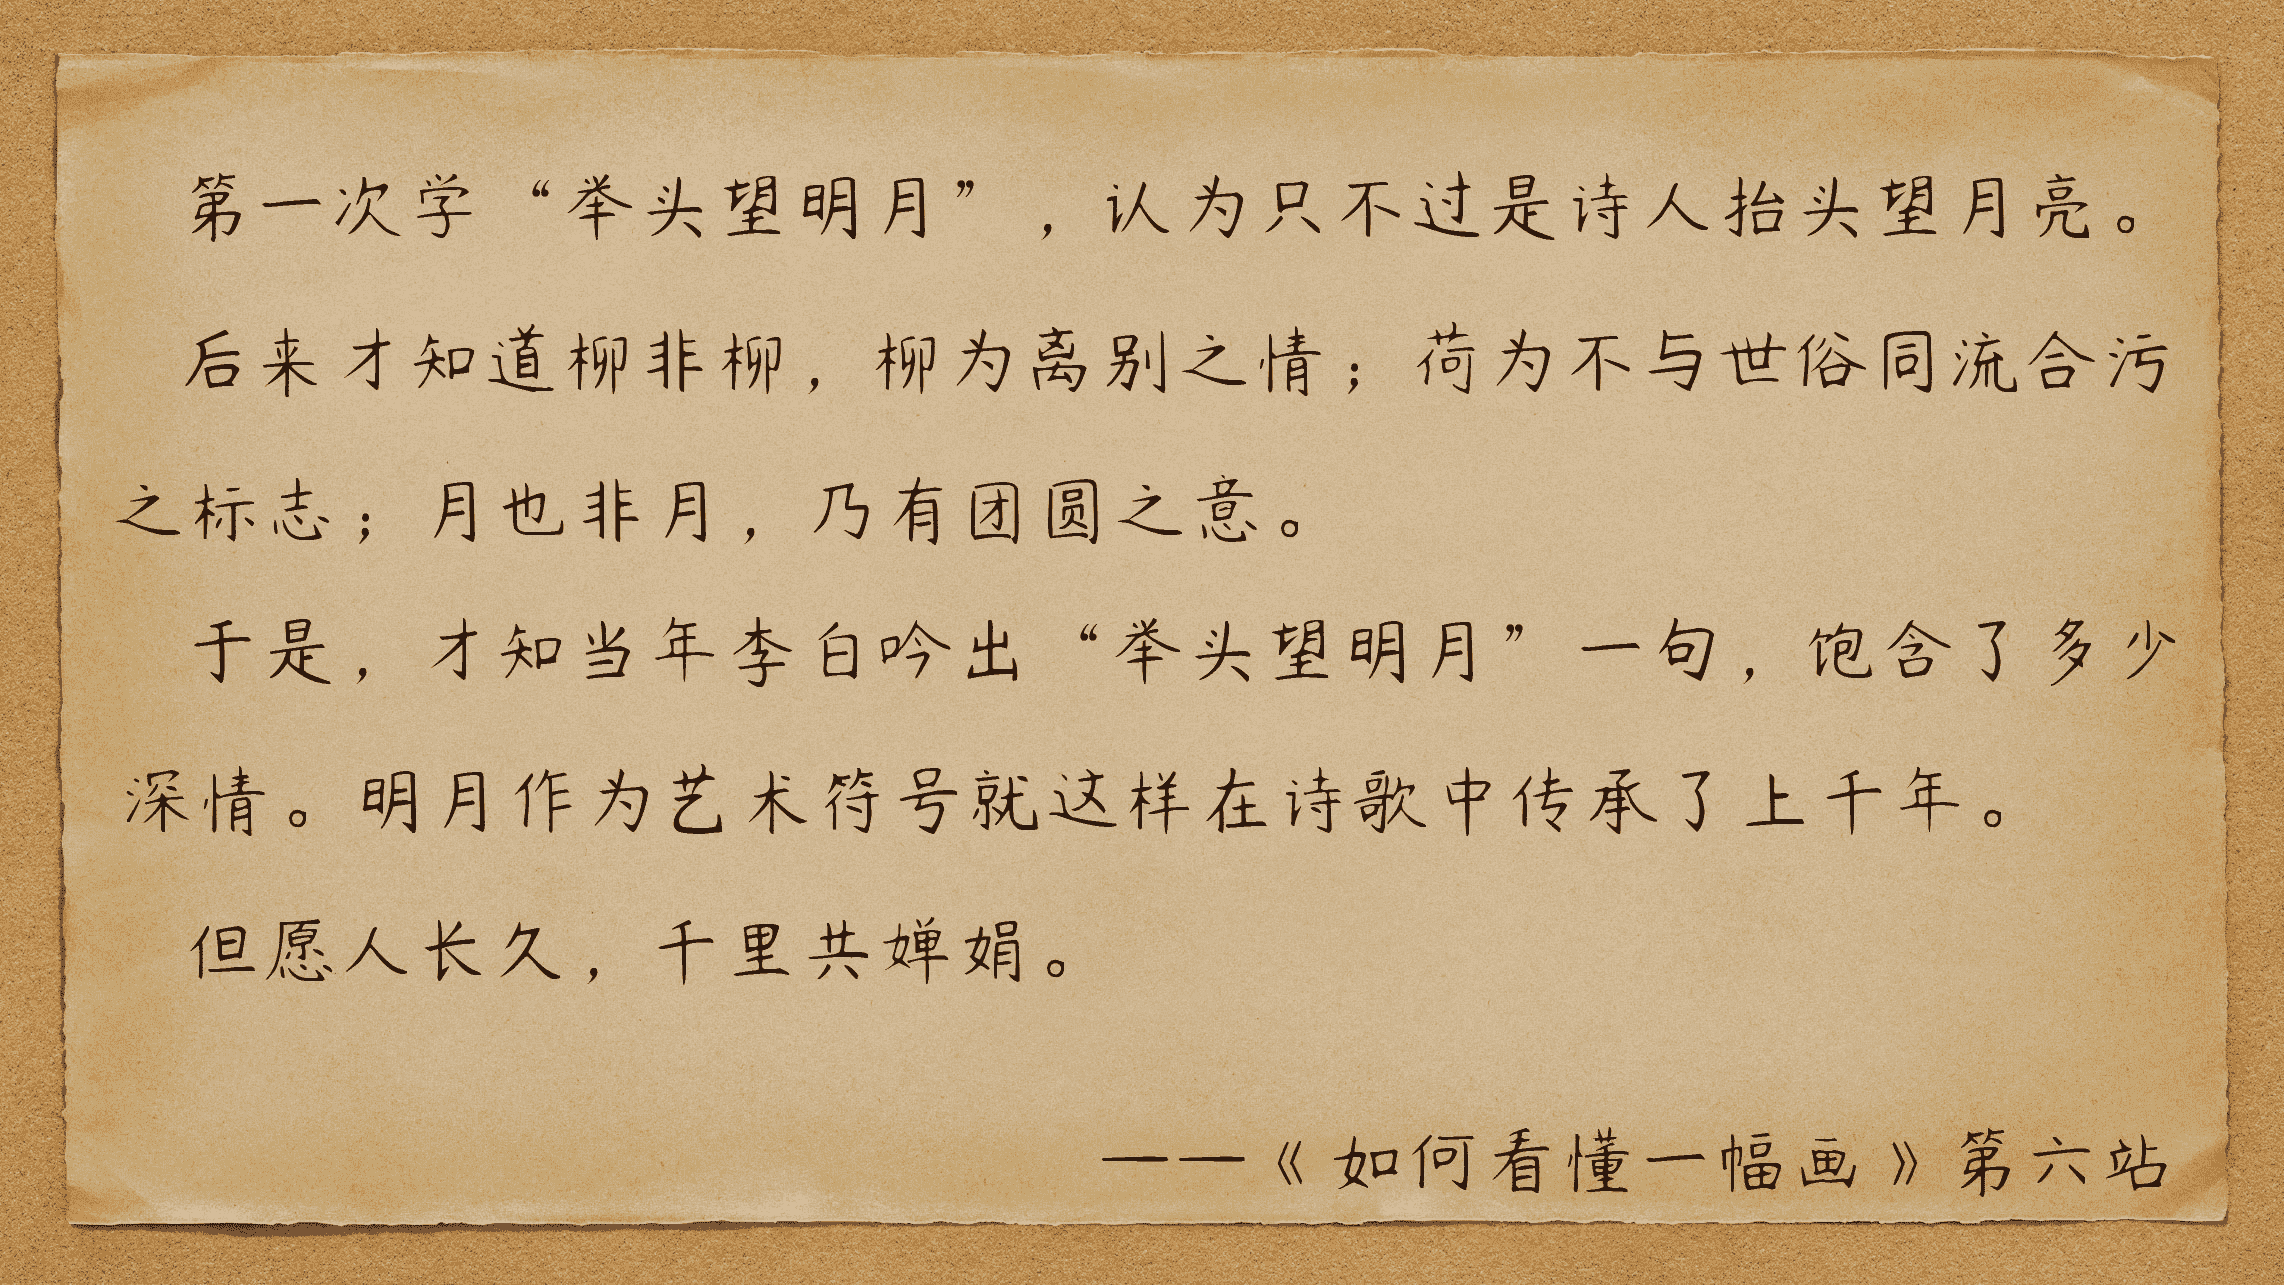 第一次学“举头望明月”，认为只不过是诗人抬头望月亮。
后来才知道柳非柳，柳为离别之情；荷为不与世俗同流合污
之标志；月也非月，乃有团圆之意。
于是，才知当年李白吟出“举头望明月”一句，饱含了多少
深情。明月作为艺术符号就这样在诗歌中传承了上千年。
但愿人长久，千里共婵娟。
——《如何看懂一幅画》第六站